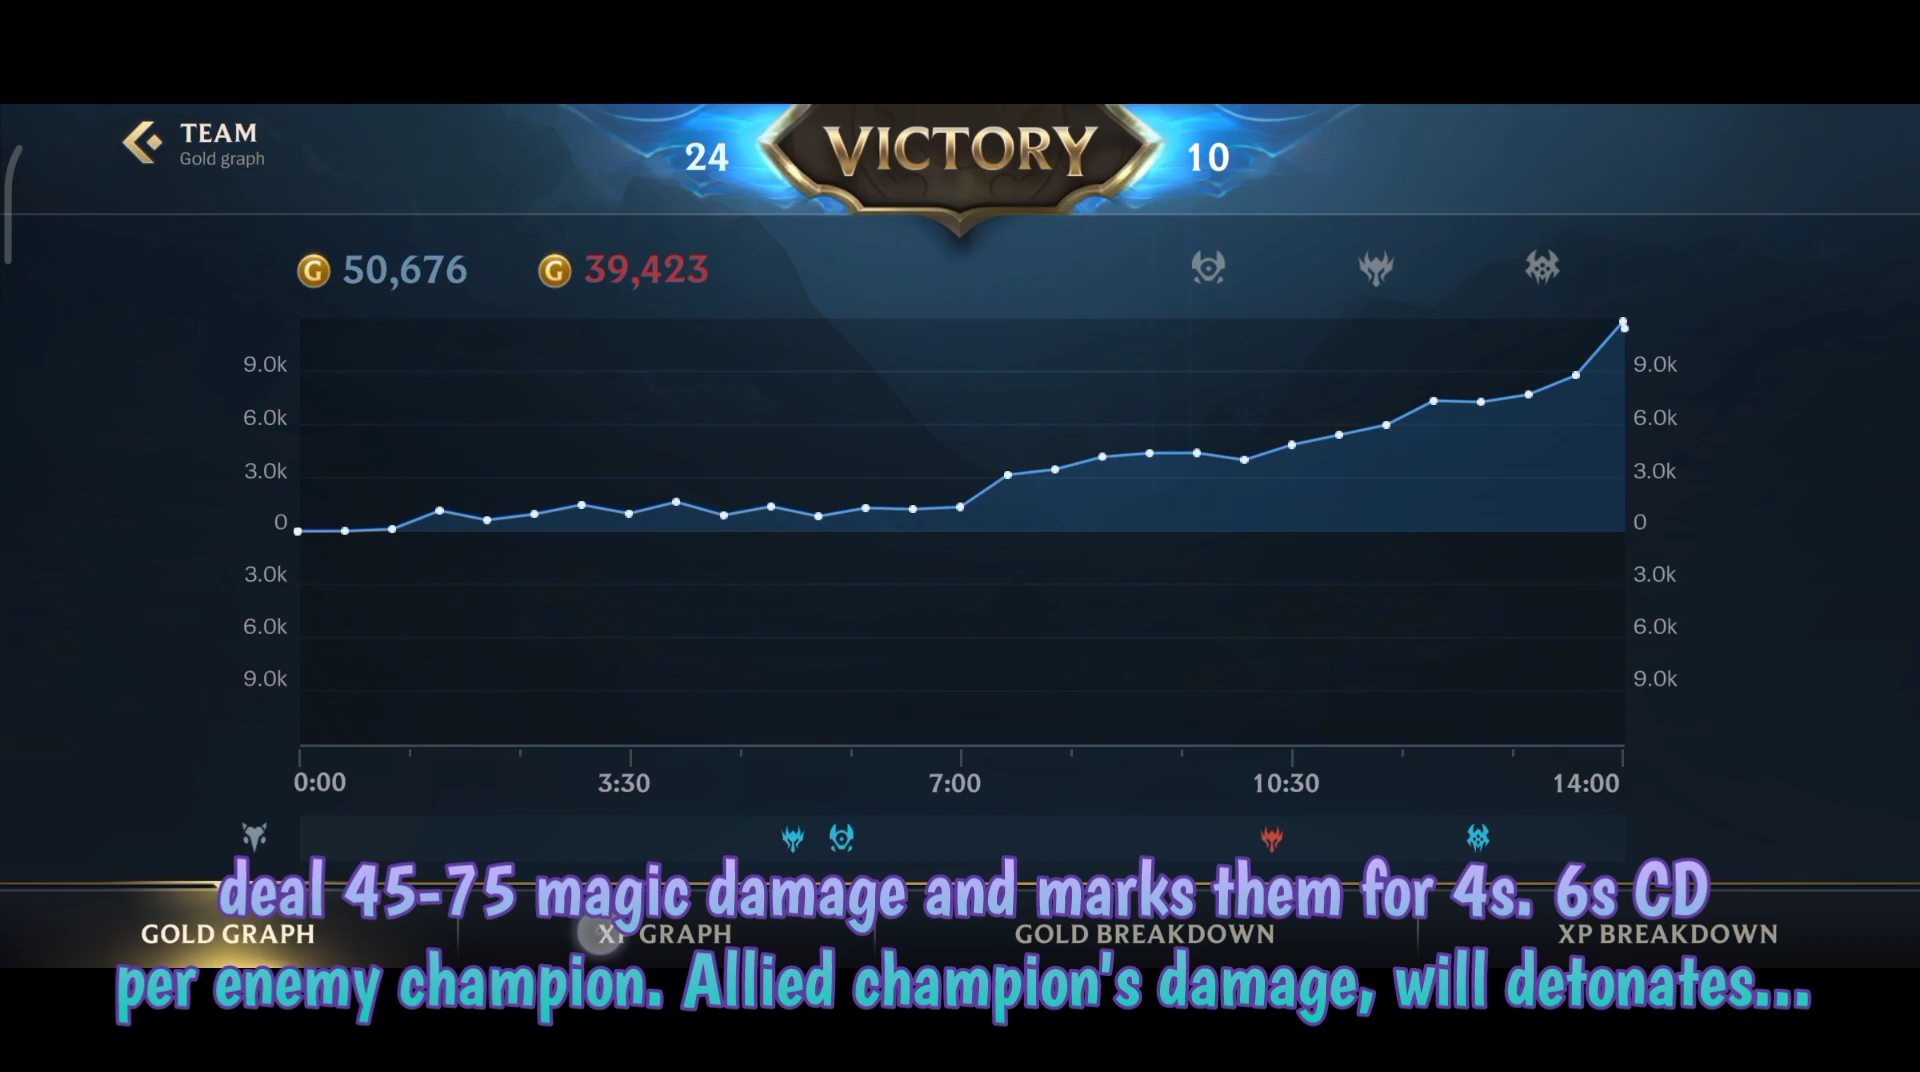 TEAM
Gold graph
24
VICTORY
10
G 50,676
G 39,423
9.0k
9.0k
6.0k
6.0k
3.0k
3.0k
0
0
3.0k
3.0k
6.0k
6.0k
9.0k
9.0k
0:00
3:30
7:00
10:30
14:00
deal 45-75 magic damage and marks them for 4s. 6s CD
GOLD GRAPH
XP GRAPH
GOLD BREAKDOWN
XP BREAKDOWN
per enemy champion. Allied champion's damage, will detonates...